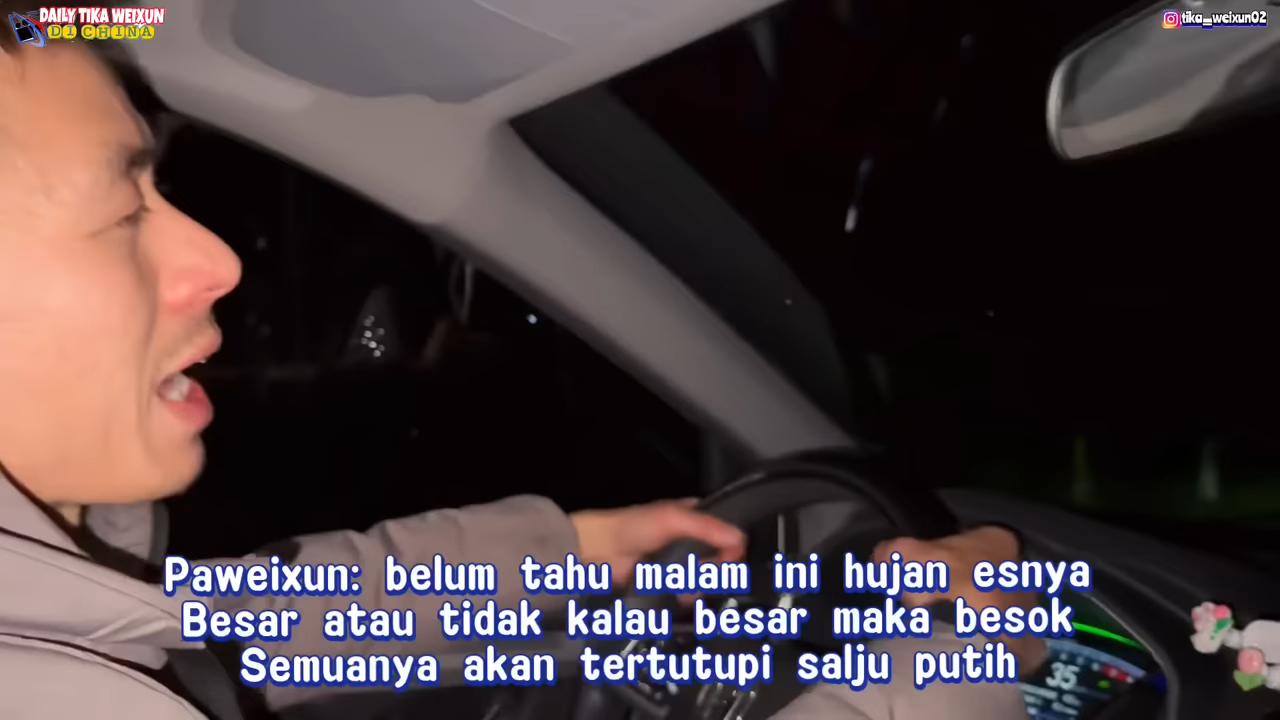 DAILY TIKA WEIXUN
DI CHINA
tika_weixun02
Paweixun: belum tahu malam ini hujan esnya
Besar atau tidak kalau besar maka besok
Semuanya akan tertutupi salju putih
35